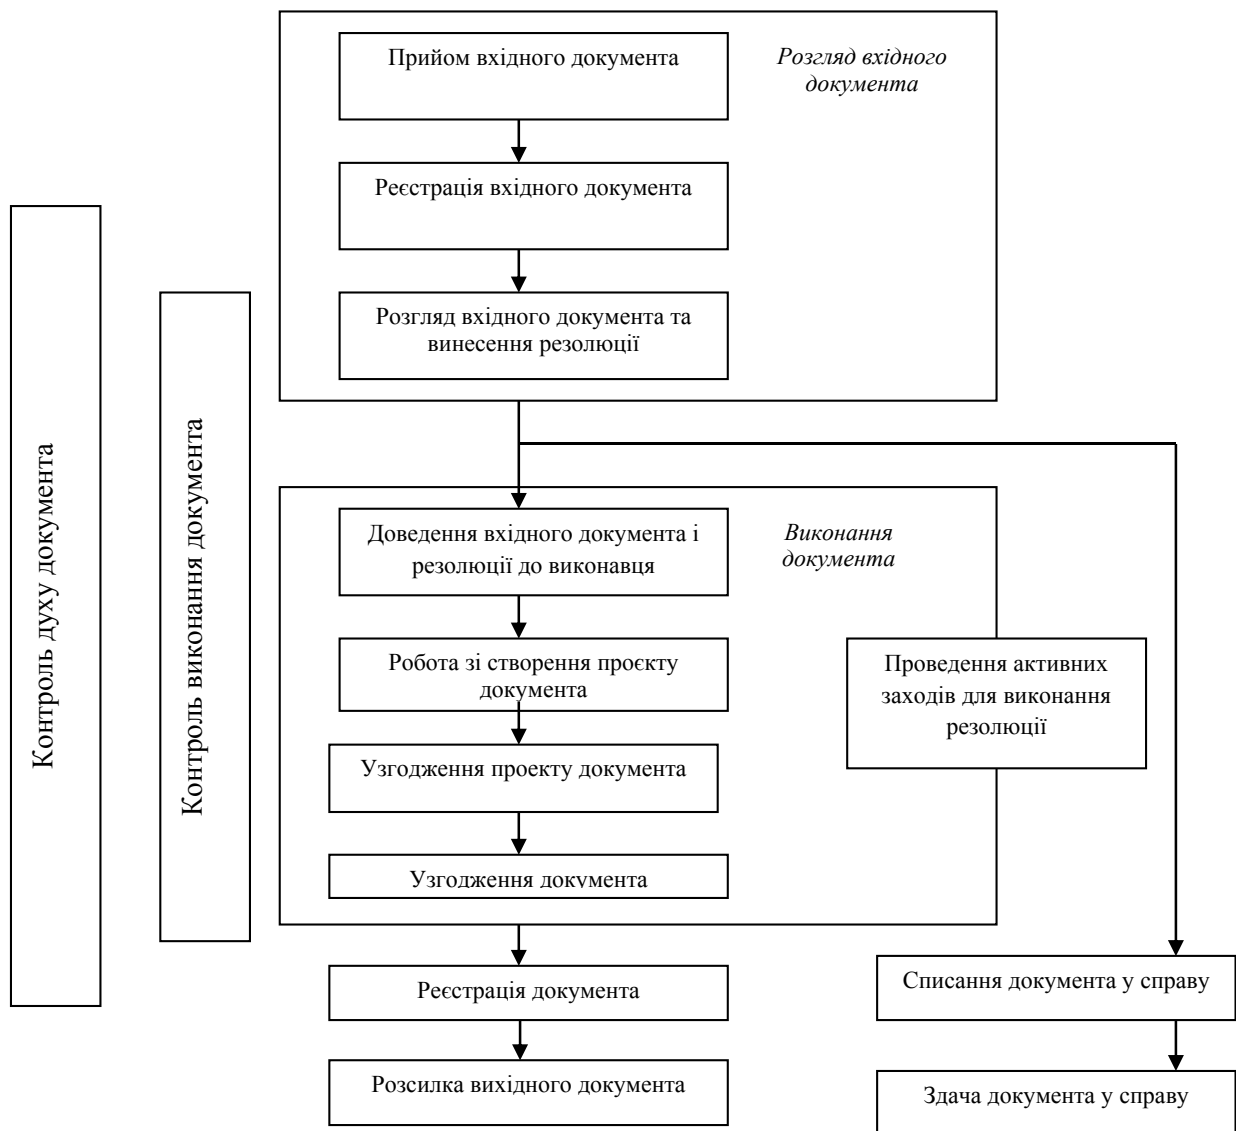 Прийом вхідного документа
Розгляд вхідного
документа
Реєстрація вхідного документа
Розгляд вхідного документа та
винесення резолюції
Контроль духу документа
Контроль виконання документа
Доведення вхідного документа і
резолюції до виконавця
Виконання
документа
Робота зі створення проєкту
документа
Проведення активних
заходів для виконання
резолюції
Узгодження проекту документа
Узгодження документа
Реєстрація документа
Списання документа у справу
Розсилка вихідного документа
Здача документа у справу